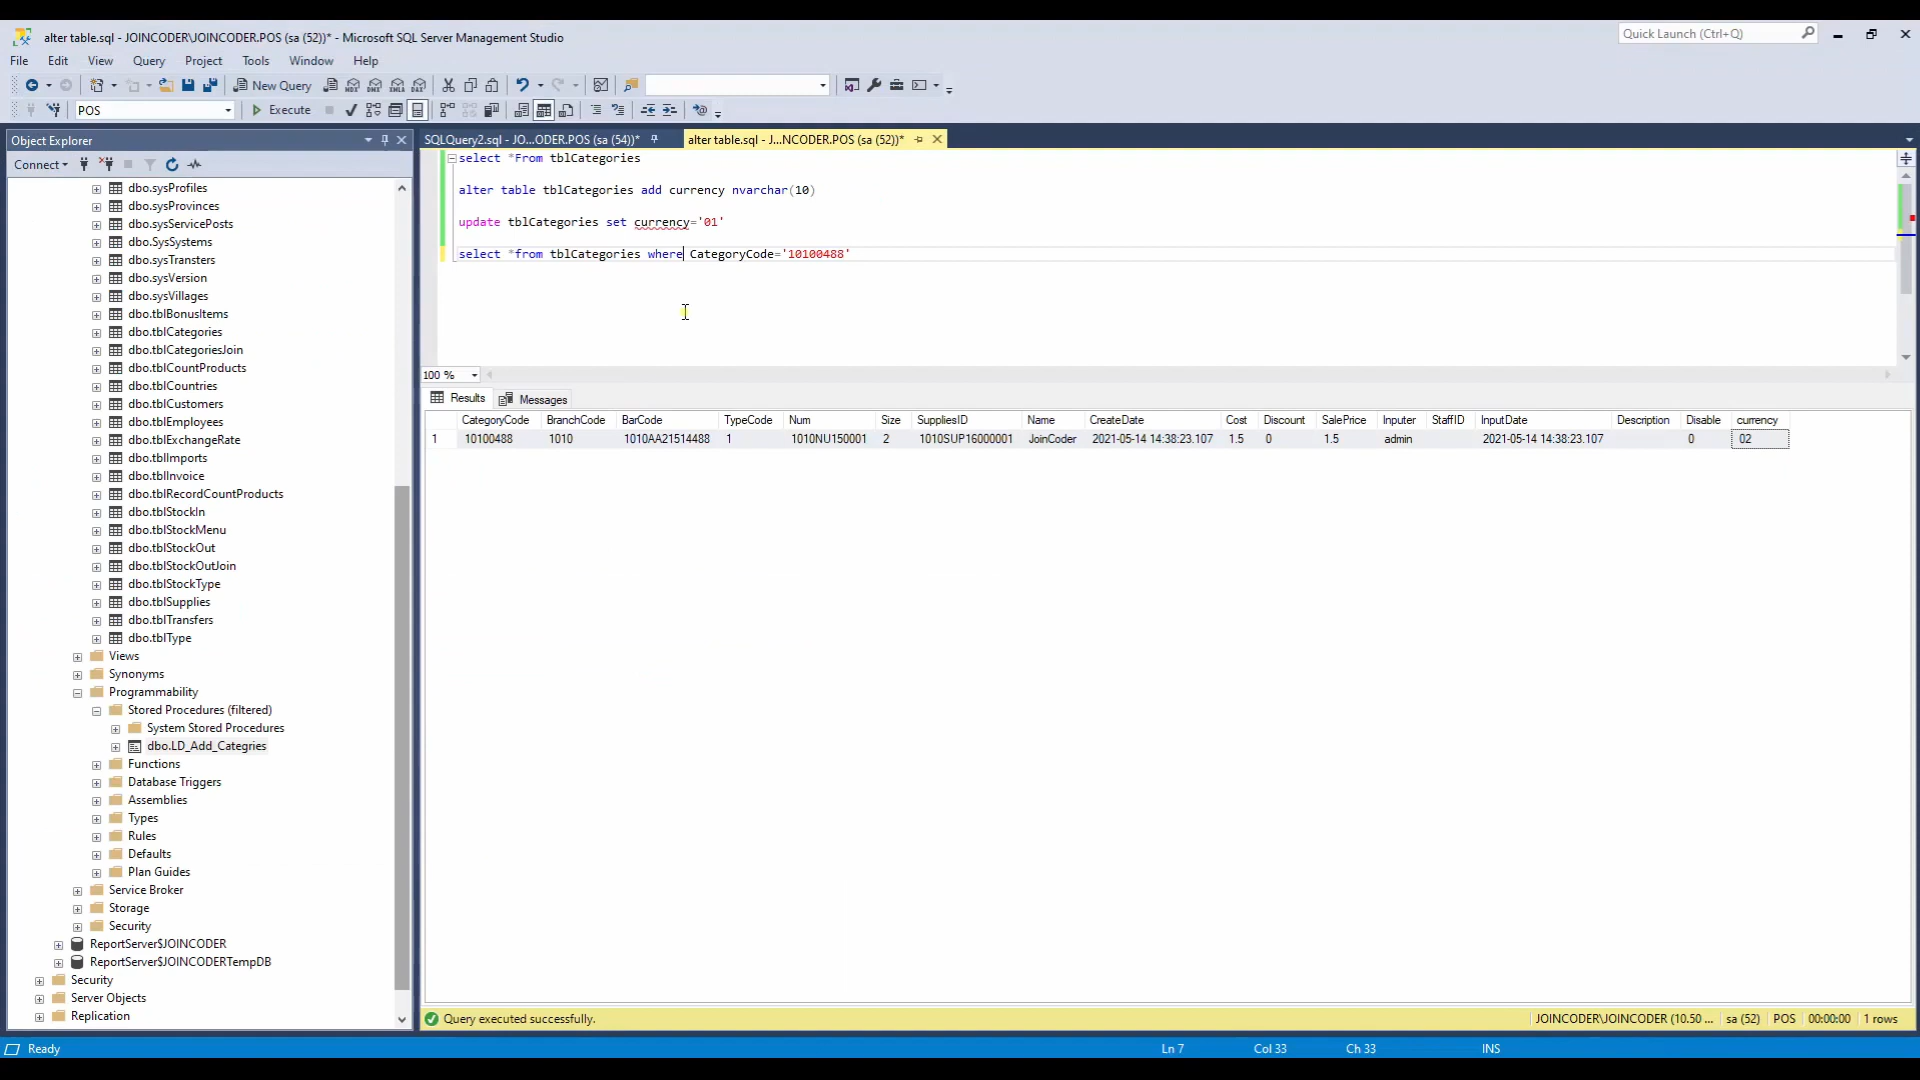 alter table.sql - JOINCODER\JOINCODER.POS (sa (52))* - Microsoft SQL Server Management Studio
Quick Launch (Ctrl+Q)
File Edit View Query Project Tools Window Help
New Query
POS
Execute
Object Explorer
SQLQuery2.sql - JO...ODER.POS (sa (54))*
alter table.sql - J...NCODER.POS (sa (52))*
Connect
dbo.sysProfiles
dbo.sysProvinces
dbo.sysServicePosts
dbo.SysSystems
dbo.sysTransters
dbo.sysVersion
dbo.sysVillages
dbo.tblBonusItems
dbo.tblCategories
dbo.tblCategoriesJoin
dbo.tblCountProducts
dbo.tblCountries
dbo.tblCustomers
dbo.tblEmployees
dbo.tblExchangeRate
dbo.tblImports
dbo.tblInvoice
dbo.tblRecordCountProducts
dbo.tblStockIn
dbo.tblStockMenu
dbo.tblStockOut
dbo.tblStockOutJoin
dbo.tblStockType
dbo.tblSupplies
dbo.tblTransfers
dbo.tblType
Views
Synonyms
Programmability
Stored Procedures (filtered)
System Stored Procedures
dbo.LD_Add_Categries
Functions
Database Triggers
Assemblies
Types
Rules
Defaults
Plan Guides
Service Broker
Storage
Security
ReportServer$JOINCODER
ReportServer$JOINCODERTempDB
Security
Server Objects
Replication
select *From tblCategories
alter table tblCategories add currency nvarchar(10)
update tblCategories set currency='01'
select *from tblCategories where CategoryCode='10100488'
100 %
Results Messages
CategoryCode BranchCode BarCode TypeCode Num Size SuppliesID Name CreateDate Cost Discount SalePrice Inputer StaffID InputDate Description Disable currency
1 10100488 1010 1010AA21514488 1 1010NU150001 2 1010SUP16000001 JoinCoder 2021-05-14 14:38:23.107 1.5 0 1.5 admin 2021-05-14 14:38:23.107 0 02
Query executed successfully.
JOINCODER\JOINCODER (10.50 ... sa (52) POS 00:00:00 1 rows
Ready
Ln 7 Col 33 Ch 33 INS